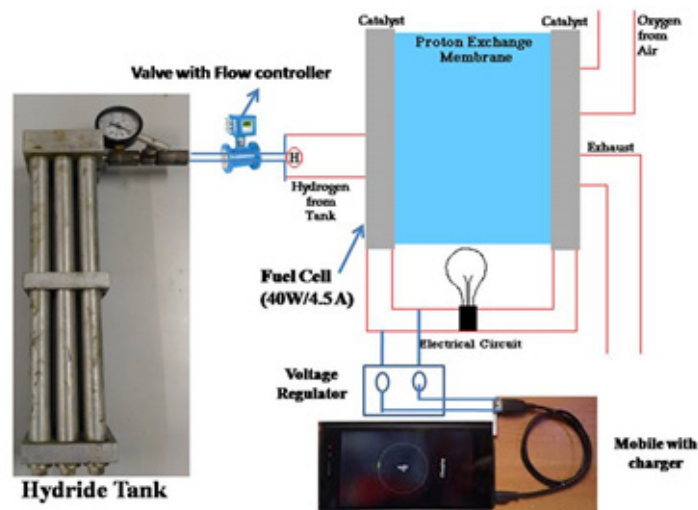 Catalyst
Catalyst
Proton Exchange
Membrane
Oxygen
from
Air
Valve with Flow controller
H
Hydrogen
from
Tank
Exhaust
Fuel Cell
(40W/4.5 A)
Electrical Circuit
Voltage
Regulator
4
Mobile with
charger
Hydride Tank